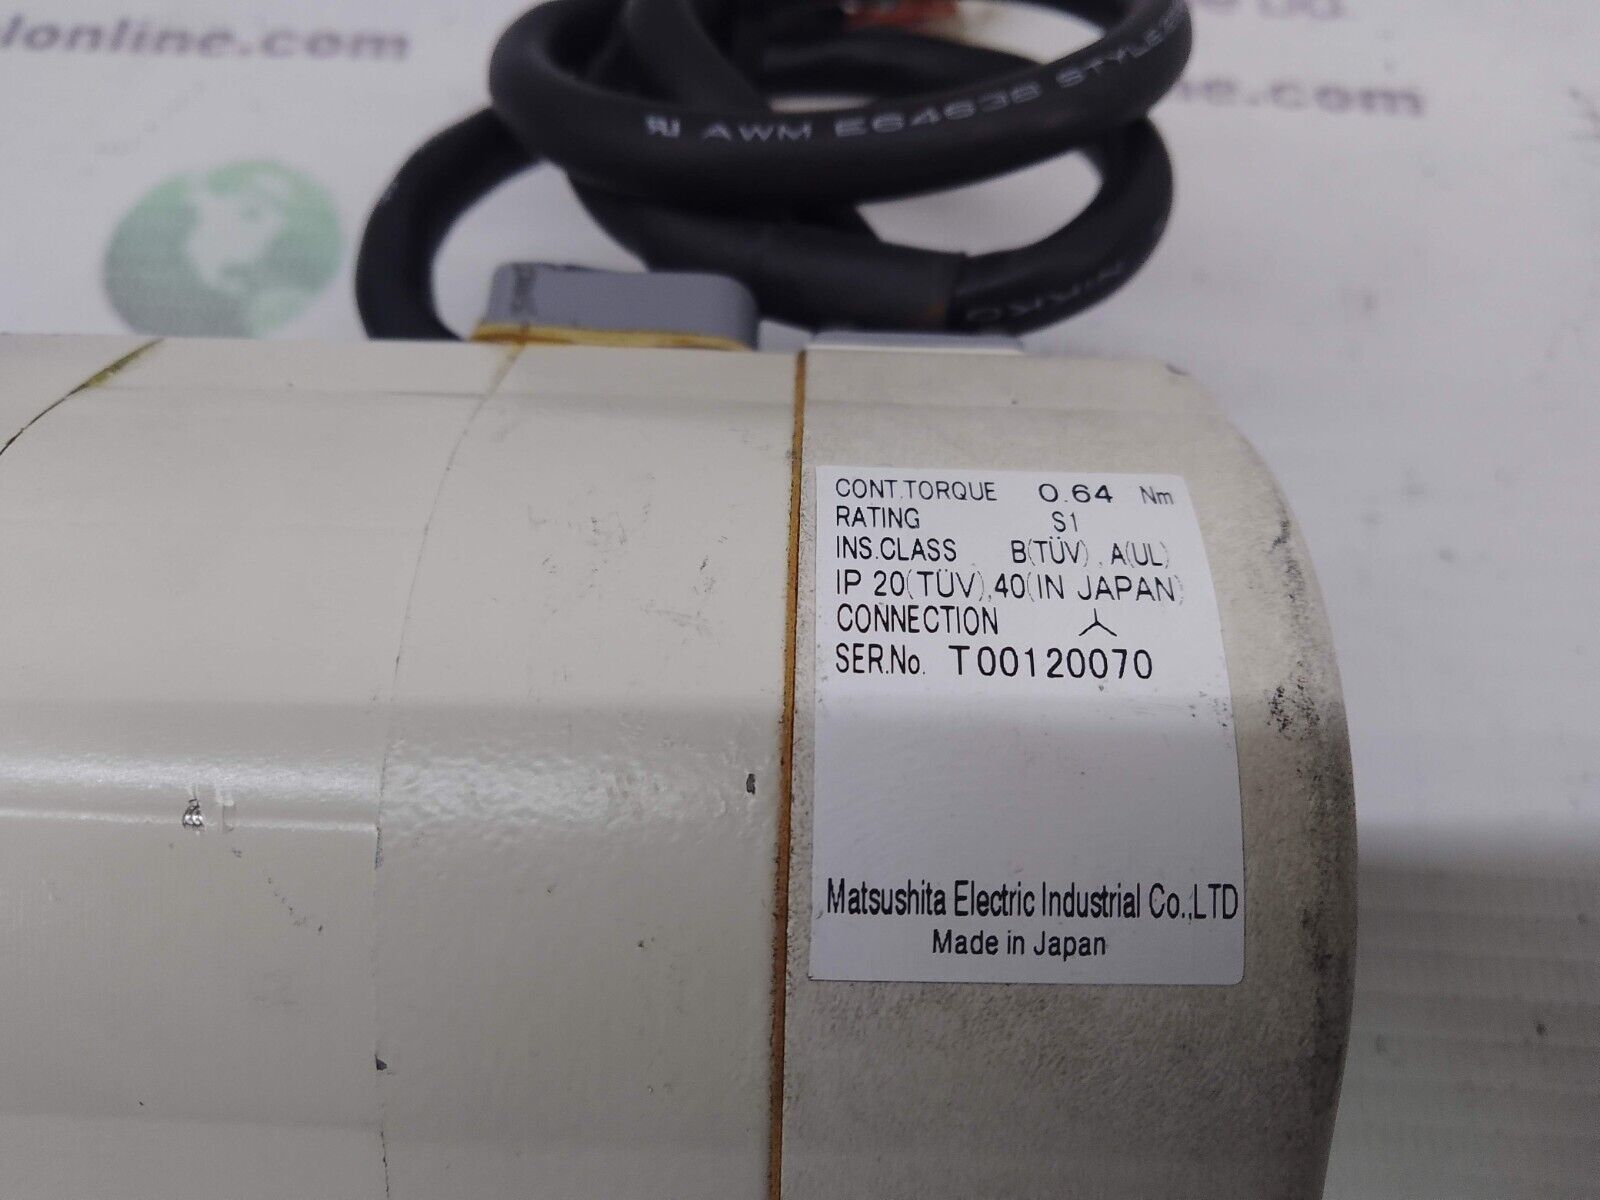 lonline.com
Ltd.
ne.com
AWM E64638 STYLE
CONT.TORQUE 0.64 Nm
RATING S1
INS.CLASS B(TÜV), A(UL)
IP 20(TÜV),40(IN JAPAN)
CONNECTION
SER.No. T00120070
Matsushita Electric Industrial Co.,LTD
Made in Japan